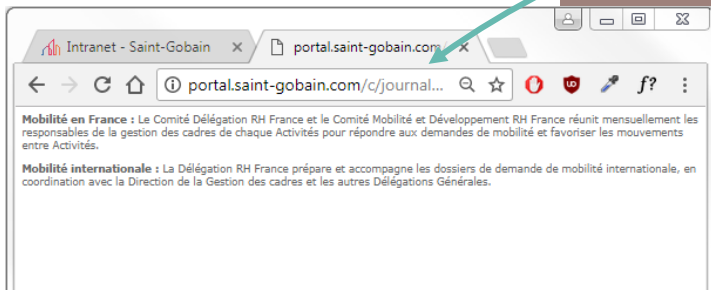 Intranet - Saint-Gobain
portal.saint-gobain.com/
portal.saint-gobain.com/c/journal...
f?
Mobilité en France : Le Comité Délégation RH France et le Comité Mobilité et Développement RH France réunit mensuellement les
responsables de la gestion des cadres de chaque Activités pour répondre aux demandes de mobilité et favoriser les mouvements
entre Activités.
Mobilité internationale : La Délégation RH France prépare et accompagne les dossiers de demande de mobilité internationale, en
coordination avec la Direction de la Gestion des cadres et les autres Délégations Générales.